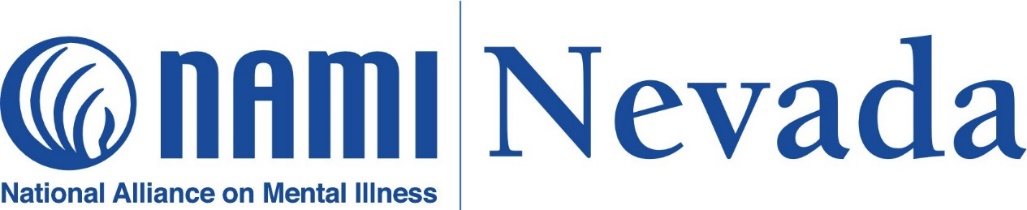 NAMI
National Alliance on Mental Illness
Nevada